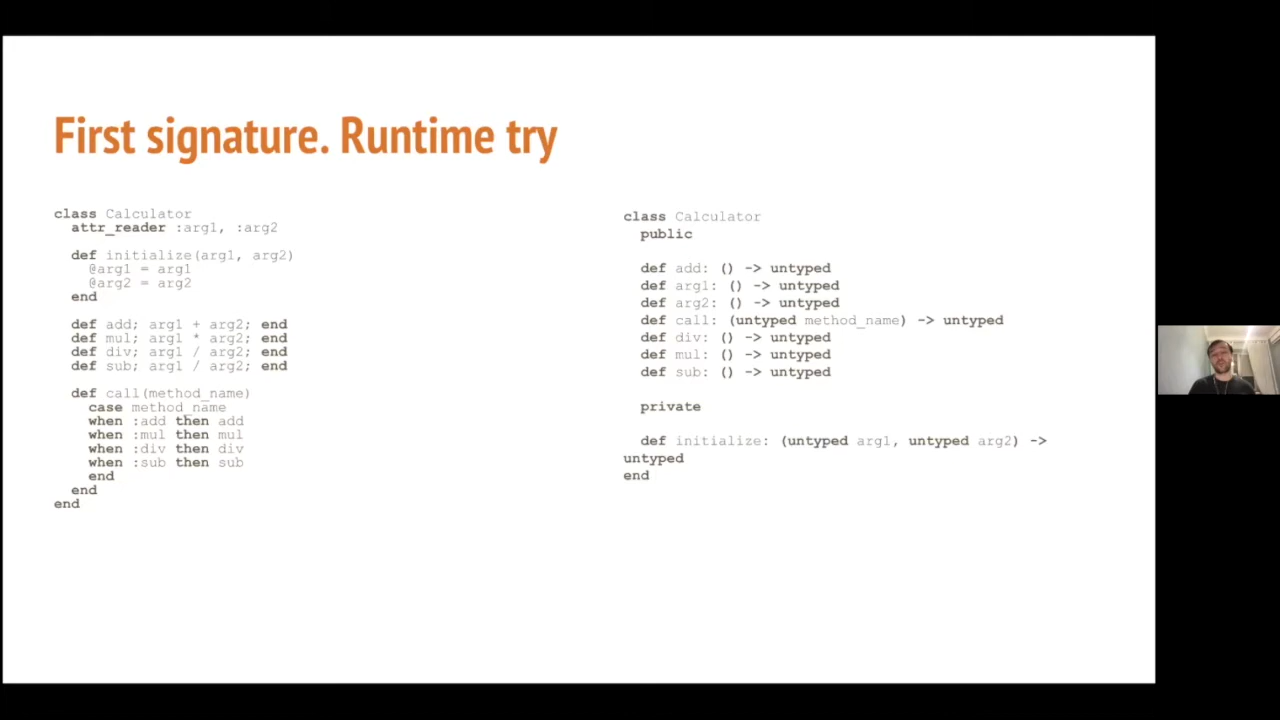 First signature. Runtime try
class Calculator
attr_reader :arg1, :arg2
def initialize(arg1, arg2)
@arg1 = arg1
@arg2 = arg2
end
def add; arg1 + arg2; end
def mul; arg1 * arg2; end
def div; arg1 / arg2; end
def sub; arg1 / arg2; end
def call(method_name)
case method_name
when :add then add
when :mul then mul
when :div then div
when :sub then sub
end
end
end
class Calculator
public
def add: () -> untyped
def arg1: () -> untyped
def arg2: () -> untyped
def call: (untyped method_name) -> untyped
def div: () -> untyped
def mul: () -> untyped
def sub: () -> untyped
private
def initialize: (untyped arg1, untyped arg2) ->
untyped
end